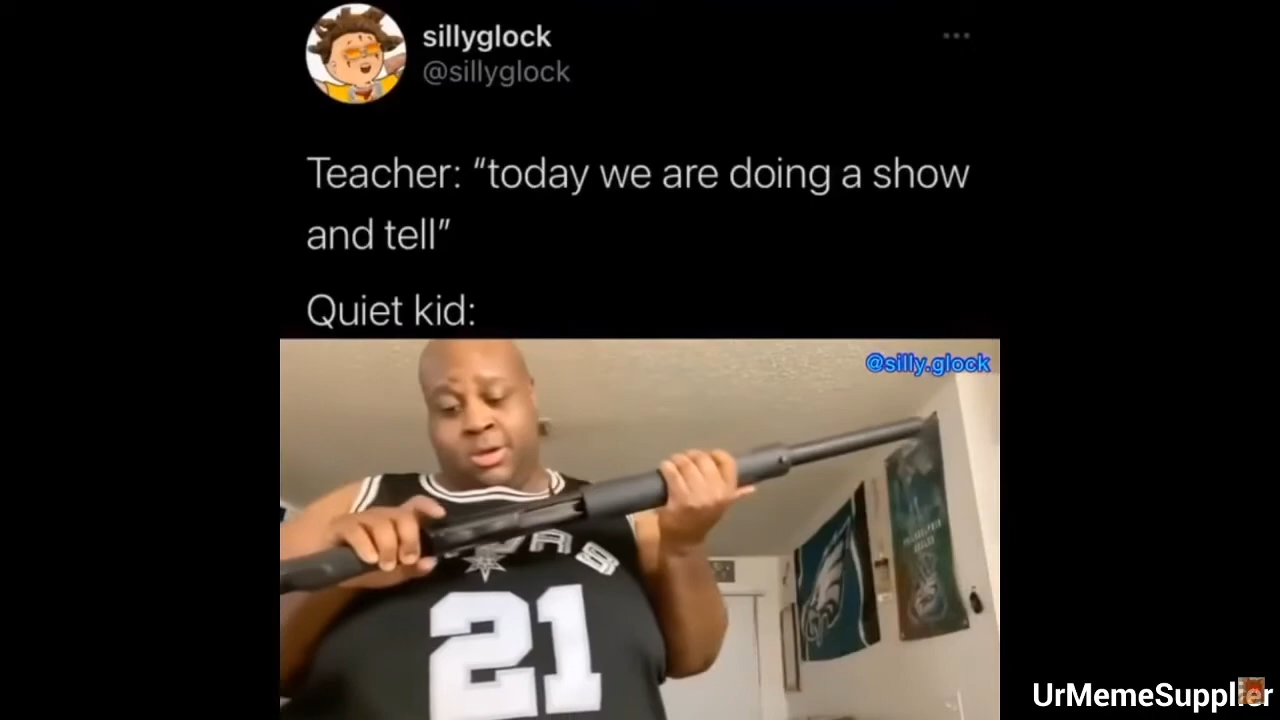 sillyglock
@sillyglock
Teacher: “today we are doing a show
and tell”
Quiet kid:
@silly.glock
21
UrMemeSupplier